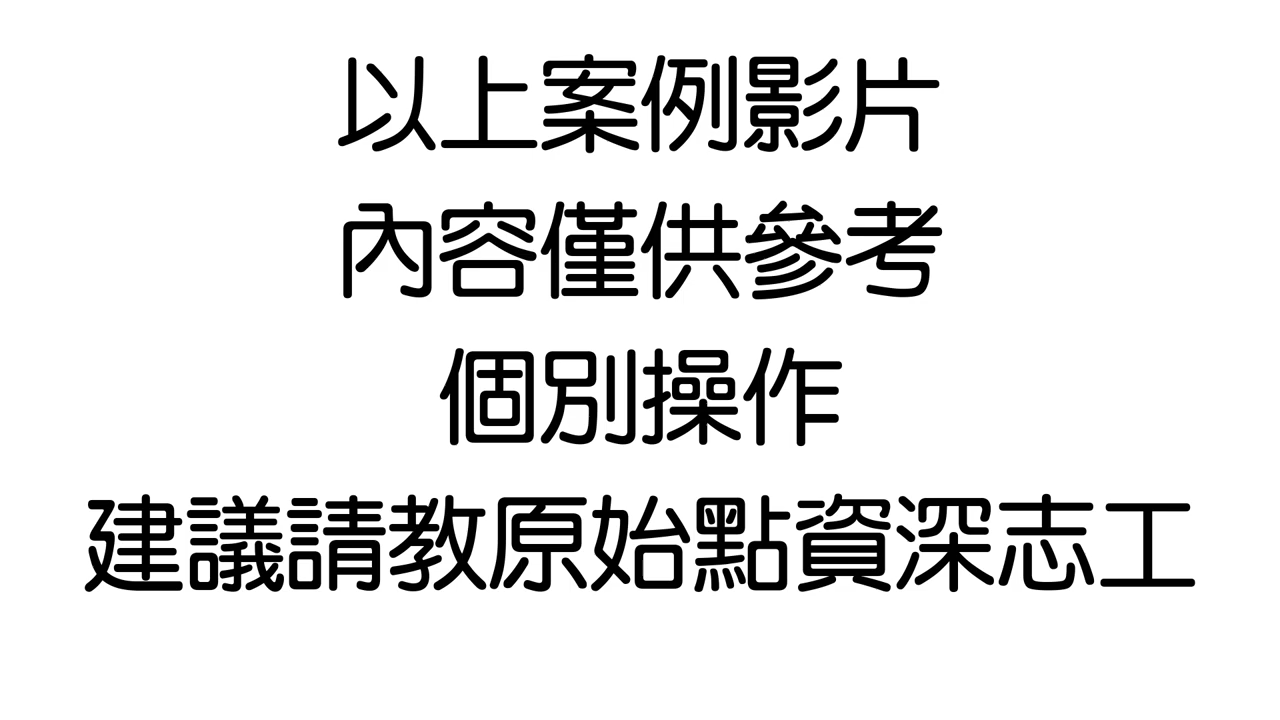 以上案例影片
內容僅供參考
個別操作
建議請教原始點資深志工